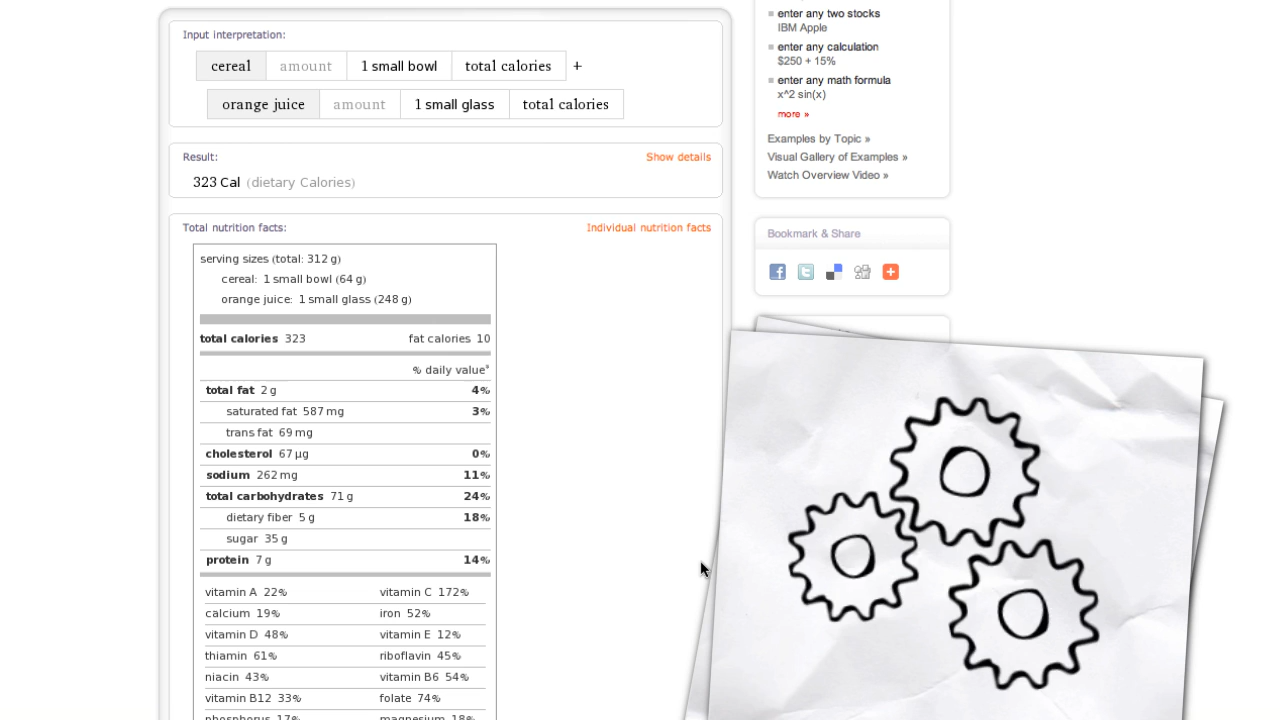 Input interpretation:
cereal amount 1 small bowl total calories +
orange juice amount 1 small glass total calories
Result: Show details
323 Cal (dietary Calories)
Total nutrition facts: Individual nutrition facts
serving sizes (total: 312 g)
cereal: 1 small bowl (64 g)
orange juice: 1 small glass (248 g)
total calories 323 fat calories 10
% daily value*
total fat 2 g 4%
saturated fat 587 mg 3%
trans fat 69 mg
cholesterol 67 µg 0%
sodium 262 mg 11%
total carbohydrates 71 g 24%
dietary fiber 5 g 18%
sugar 35 g
protein 7 g 14%
vitamin A 22% vitamin C 172%
calcium 19% iron 52%
vitamin D 48% vitamin E 12%
thiamin 61% riboflavin 45%
niacin 43% vitamin B6 54%
vitamin B12 33% folate 74%
phosphorus 17% magnesium 18%
enter any two stocks
IBM Apple
enter any calculation
$250 + 15%
enter any math formula
x^2 sin(x)
more »
Examples by Topic »
Visual Gallery of Examples »
Watch Overview Video »
Bookmark & Share